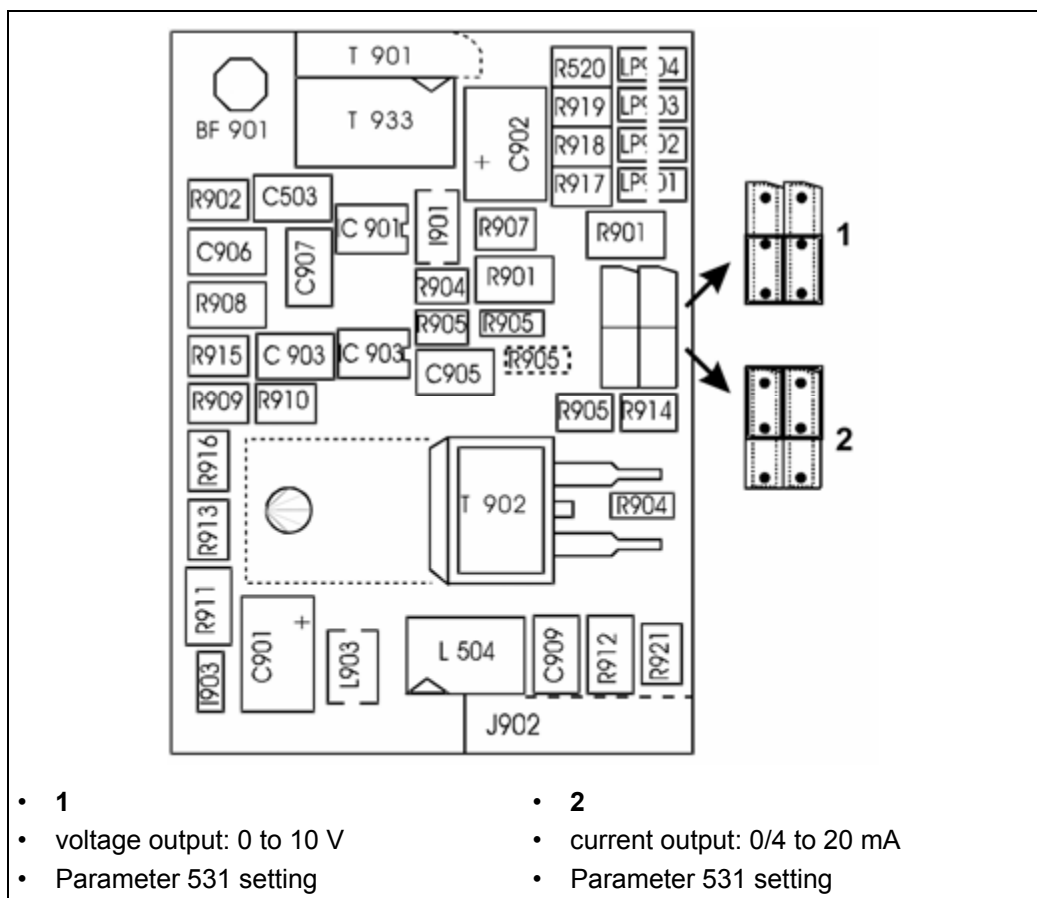 T 901
BF 901
T 933
+
C902
R520 LP904
R919 LP903
R918 LP902
R917 LP901
R902 C503
IC 901
I901
R907
R901
C906
C907
R904
R901
R908
R905
R905
R915 C 903
IC 903
C905
R905
R909 R910
R905 R914
1
2
R916
T 902
R904
R913
R911
C901
+
I903
L903
L 504
C909
R912
R921
J902
• 1
• voltage output: 0 to 10 V
• Parameter 531 setting
• 2
• current output: 0/4 to 20 mA
• Parameter 531 setting